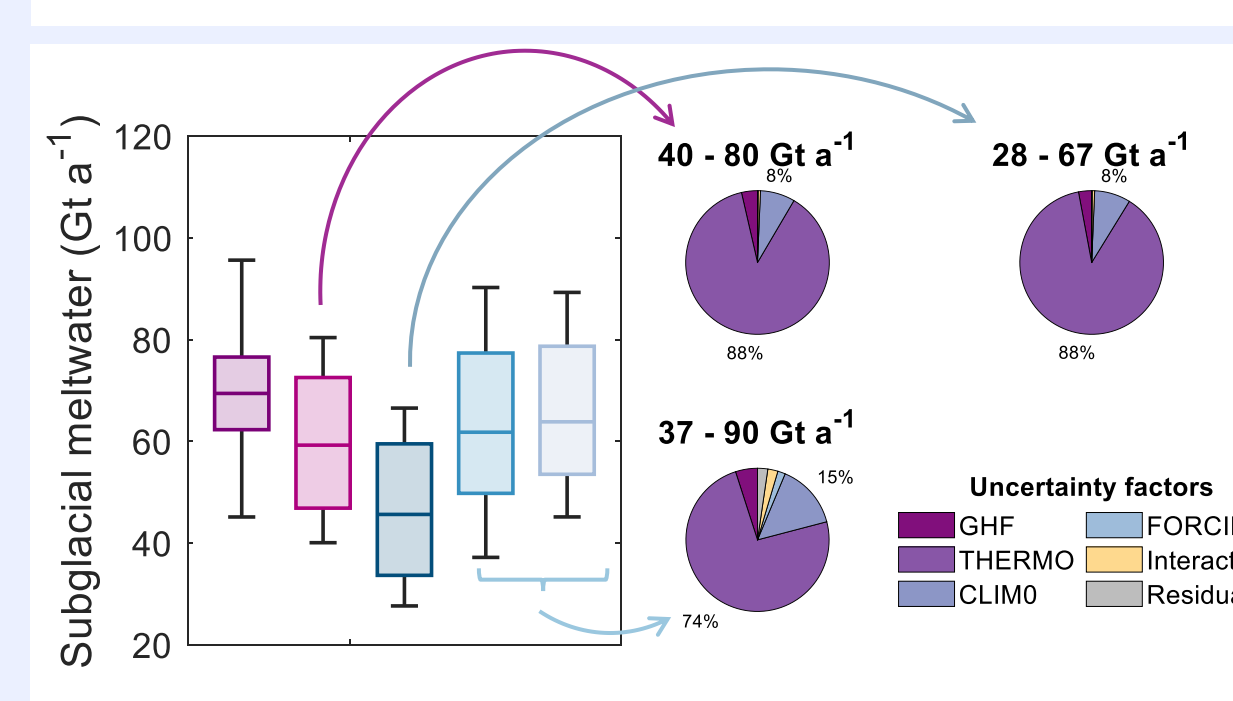 Subglacial meltwater (Gt a⁻¹)
120
100
80
60
40
20
40 - 80 Gt a⁻¹
8%
88%
28 - 67 Gt a⁻¹
8%
88%
37 - 90 Gt a⁻¹
15%
74%
Uncertainty factors
GHF
THERMO
CLIM0